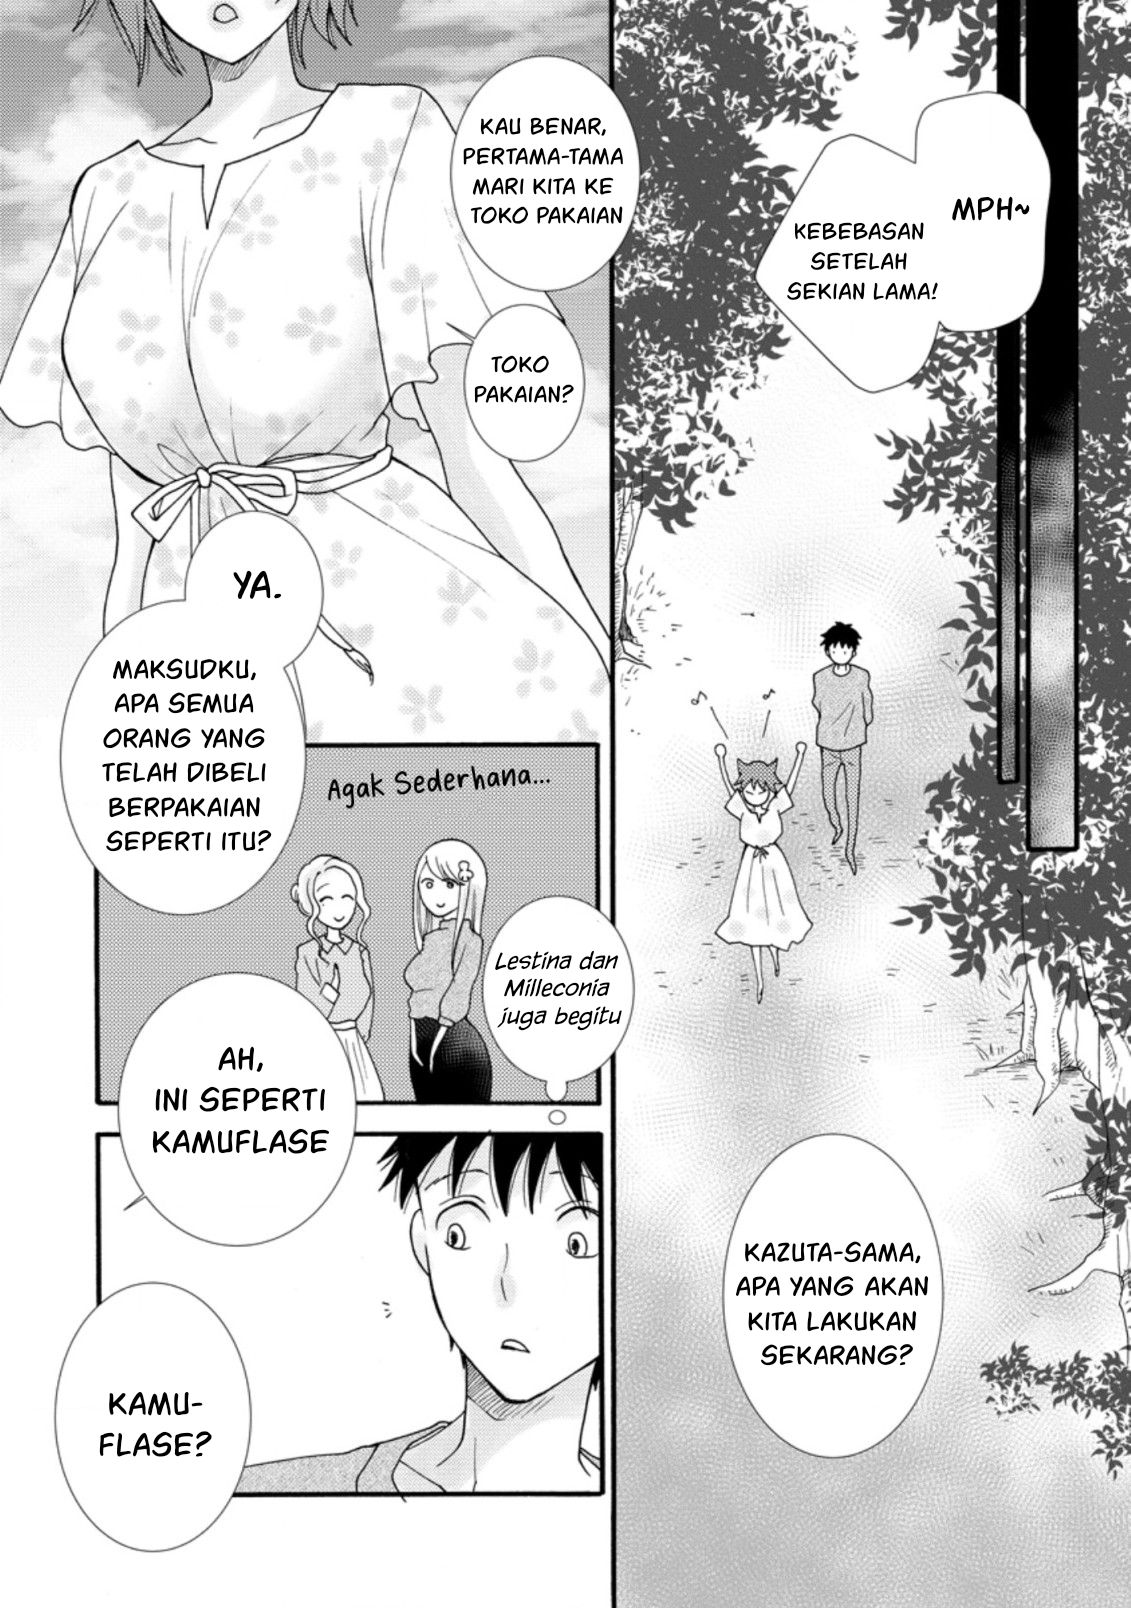 MPH~
KEBEBASAN
SETELAH
SEKIAN LAMA!
KAZUTA-SAMA,
APA YANG AKAN
KITA LAKUKAN
SEKARANG?
KAU BENAR,
PERTAMA-TAMA
MARI KITA KE
TOKO PAKAIAN
TOKO
PAKAIAN?
YA.
MAKSUDKU,
APA SEMUA
ORANG YANG
TELAH DIBELI
BERPAKAIAN
SEPERTI ITU?
Agak Sederhana...
Lestina dan
Milleconia
juga begitu
AH,
INI SEPERTI
KAMUFLASE
KAMU-
FLASE?